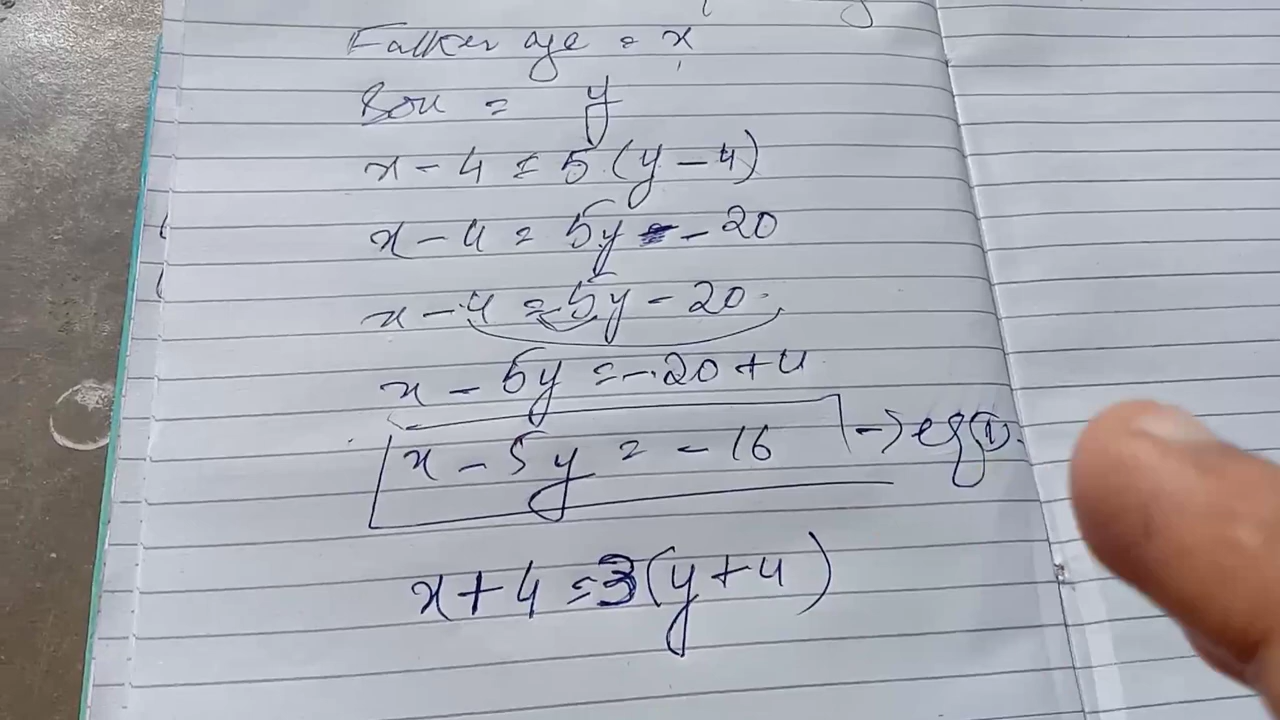 Father age = x
Son = y
x - 4 = 5 (y - 4)
x - 4 = 5y - 20
x - 4 = 5y - 20
x - 5y = -20 + 4
x - 5y = -16 → eq(1)
x + 4 = 3(y + 4)